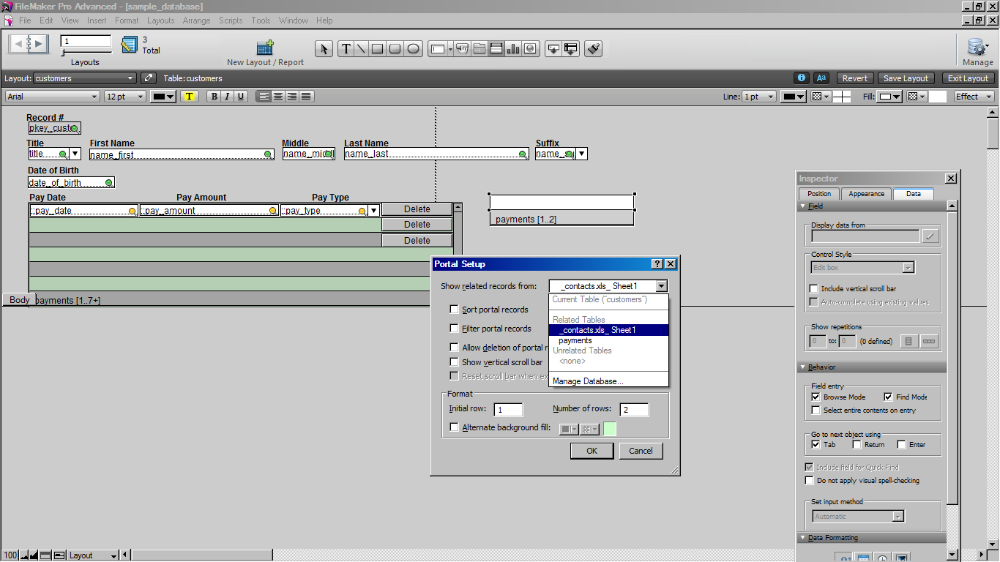 FileMaker Pro Advanced - [sample_database]
File Edit View Insert Format Layouts Arrange Scripts Tools Window Help
1
3
Total
Layouts
New Layout / Report
Manage
Layout: customers
Table: customers
Aa
Revert
Save Layout
Exit Layout
Arial
12 pt
T
B I U
Line: 1 pt
Fill:
Effect
Record #
pkey_custo
Title First Name Middle Last Name Suffix
title name_first name_middl name_last
Date of Birth
date_of_birth
Pay Date Pay Amount Pay Type
::pay_date ::pay_amount ::pay_type Delete
Delete
Delete
payments [1..7+]
Body
payments [1..2]
Portal Setup
Show related records from: _contacts.xls_ Sheet1
Current Table ("customers")
Related Tables
_contacts.xls_ Sheet1
payments
Unrelated Tables
<none>
Manage Database...
Sort portal records
Filter portal records
Allow deletion of portal r
Show vertical scroll bar
Reset scroll bar when ex
Format
Initial row: 1 Number of rows: 2
Alternate background fill:
OK Cancel
Inspector
Position Appearance Data
Field
Display data from
Control Style
Edit box
Include vertical scroll bar
Auto-complete using existing values
Show repetitions
0 to: 0 (0 defined)
Behavior
Field entry
Browse Mode Find Mode
Select entire contents on entry
Go to next object using
Tab Return Enter
Include field for Quick Find
Do not apply visual spell-checking
Set input method
Automatic
Data Formatting
100 Layout